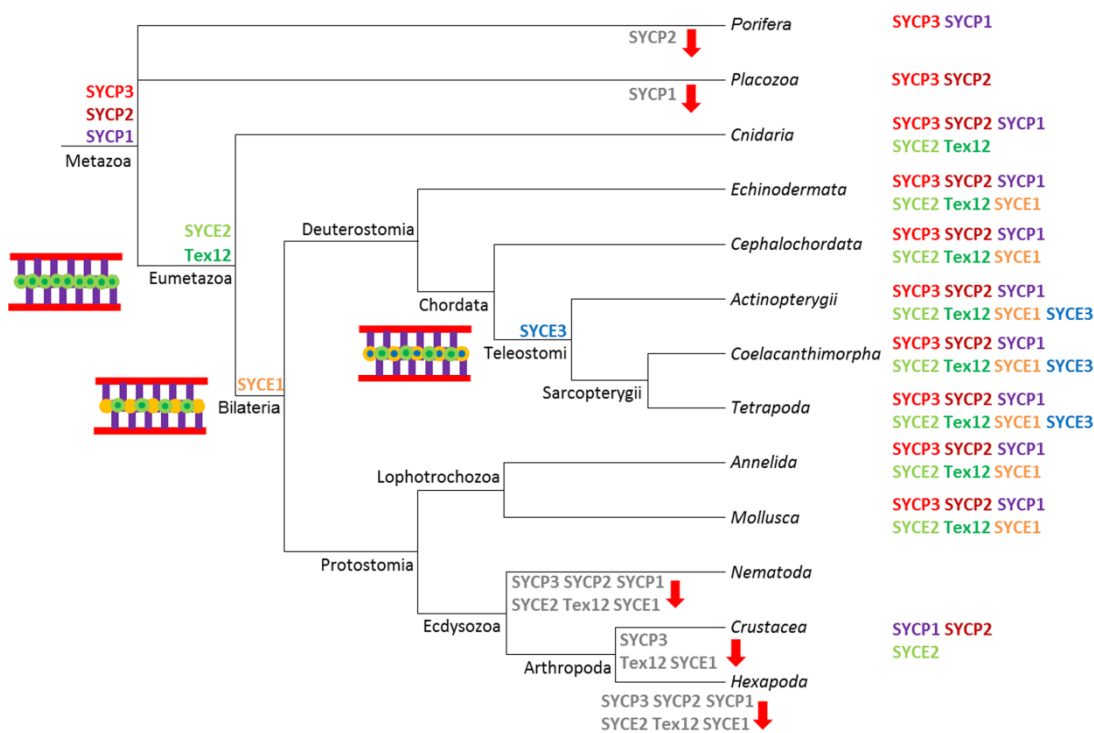 Porifera
SYCP3 SYCP1
SYCP2
Placozoa
SYCP3 SYCP2
SYCP1
SYCP3
SYCP2
SYCP1
Metazoa
Cnidaria
SYCP3 SYCP2 SYCP1
SYCE2 Tex12
Echinodermata
SYCP3 SYCP2 SYCP1
SYCE2 Tex12 SYCE1
Deuterostomia
SYCE2
Tex12
Eumetazoa
Cephalochordata
SYCP3 SYCP2 SYCP1
SYCE2 Tex12 SYCE1
Chordata
Actinopterygii
SYCP3 SYCP2 SYCP1
SYCE2 Tex12 SYCE1 SYCE3
SYCE3
Teleostomi
Coelacanthimorpha
SYCP3 SYCP2 SYCP1
SYCE2 Tex12 SYCE1 SYCE3
Sarcopterygii
SYCE1
Bilateria
Tetrapoda
SYCP3 SYCP2 SYCP1
SYCE2 Tex12 SYCE1 SYCE3
Lophotrochozoa
Annelida
SYCP3 SYCP2 SYCP1
SYCE2 Tex12 SYCE1
Mollusca
SYCP3 SYCP2 SYCP1
SYCE2 Tex12 SYCE1
Protostomia
Nematoda
SYCP3 SYCP2 SYCP1
SYCE2 Tex12 SYCE1
Ecdysozoa
Crustacea
SYCP1 SYCP2
SYCE2
SYCP3
Tex12 SYCE1
Arthropoda
Hexapoda
SYCP3 SYCP2 SYCP1
SYCE2 Tex12 SYCE1